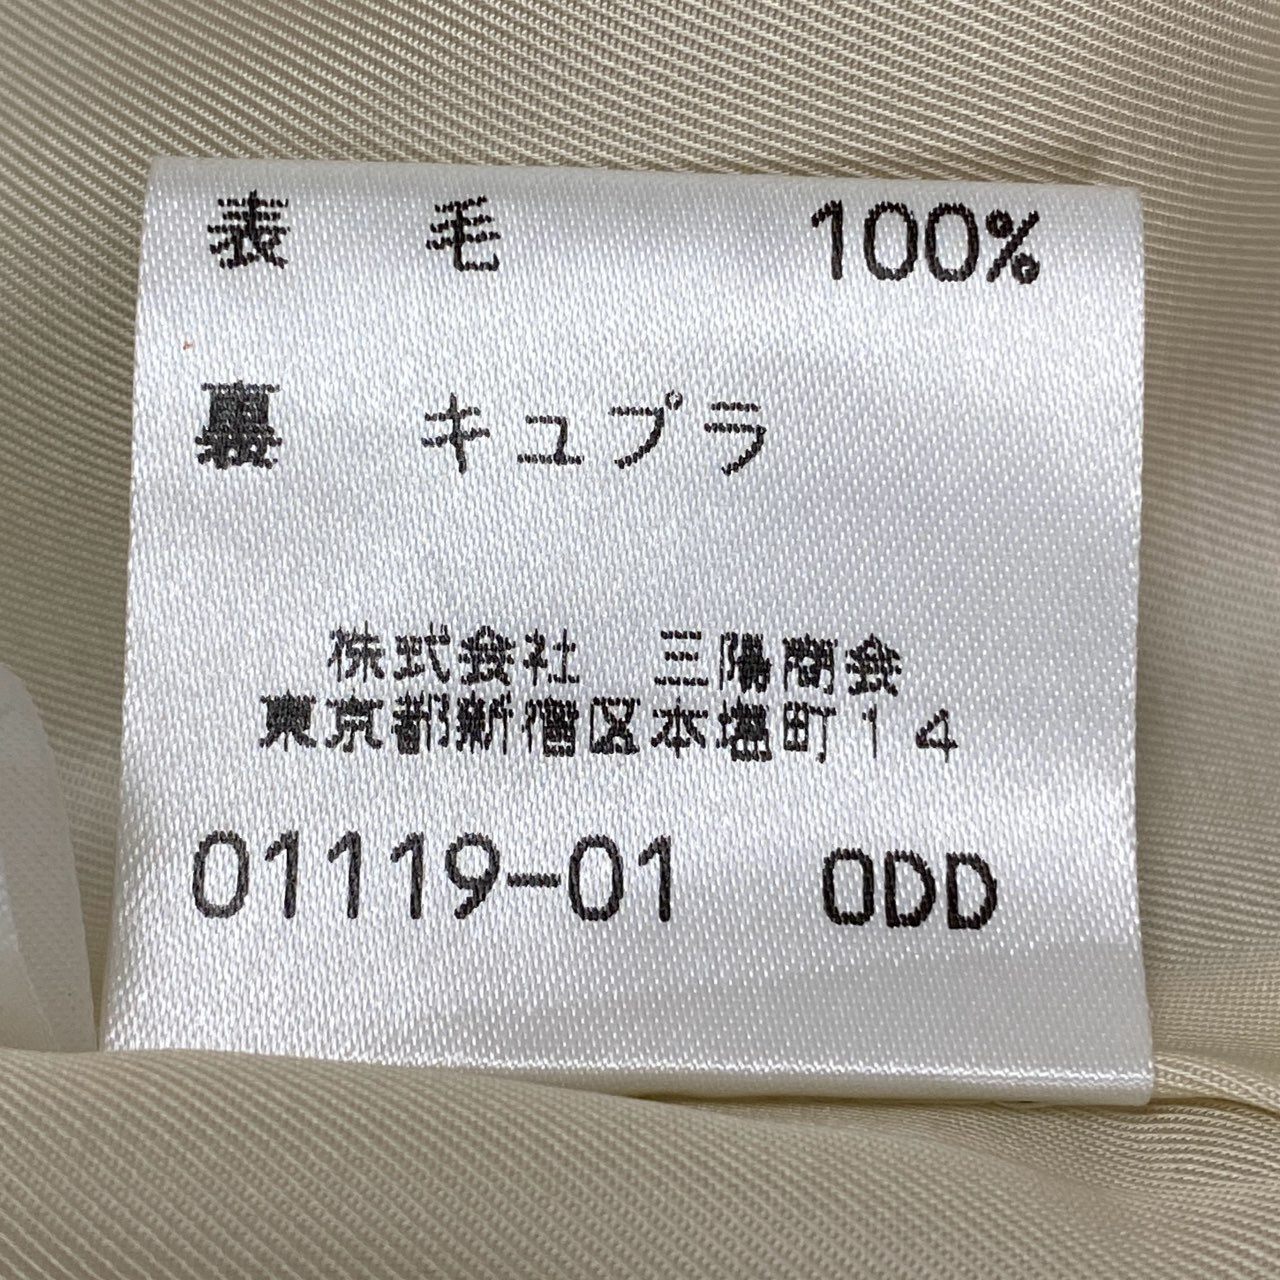 表 毛 100%
裏 キュプラ
株式会社 三陽商会
東京都新宿区本塩町14
01119-01 0DD